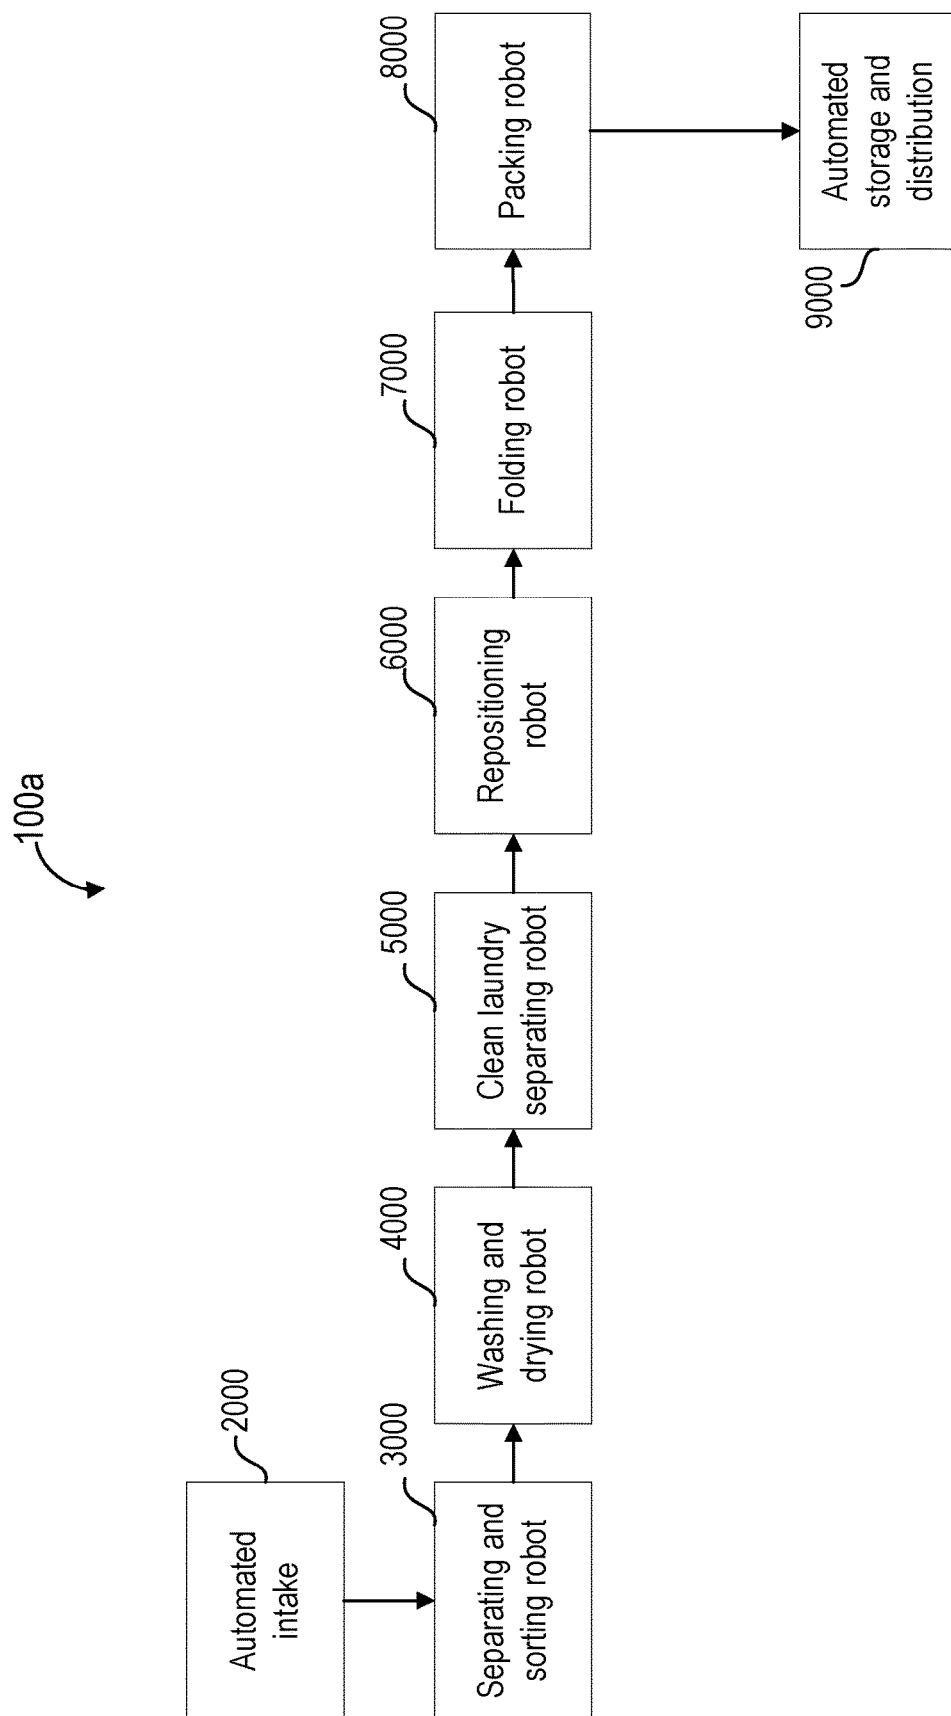 100a
2000
Automated
intake
3000
Separating and
sorting robot
4000
Washing and
drying robot
5000
Clean laundry
separating robot
6000
Repositioning
robot
7000
Folding robot
8000
Packing robot
9000
Automated
storage and
distribution